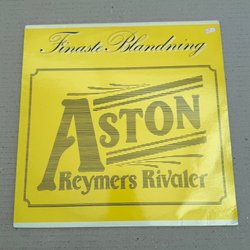 Finaste Blandning
ASTON
Reymers Rivaler